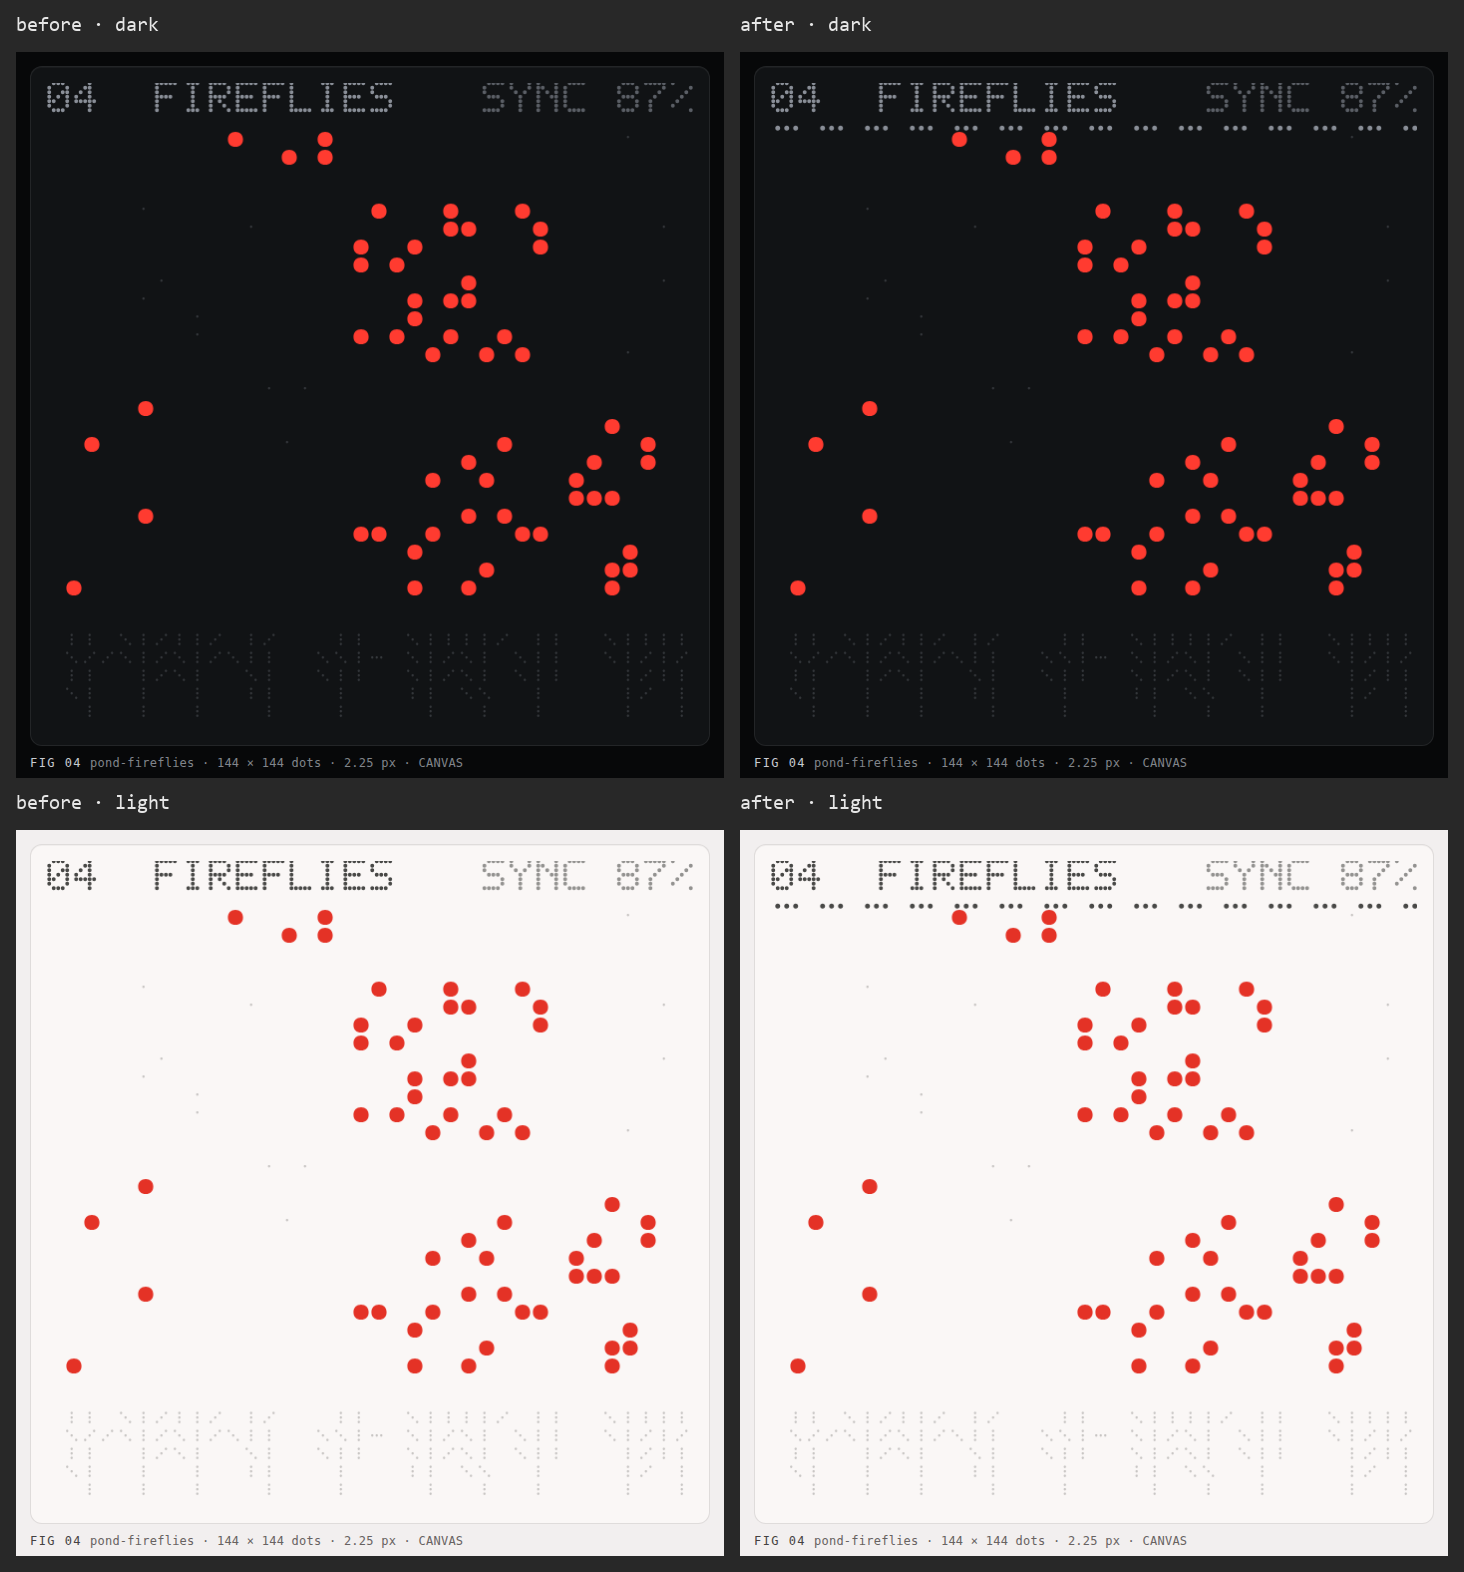 before · dark
after · dark
04 FIREFLIES SYNC 87%
04 FIREFLIES SYNC 87%
FIG 04 pond-fireflies · 144 × 144 dots · 2.25 px · CANVAS
FIG 04 pond-fireflies · 144 × 144 dots · 2.25 px · CANVAS
before · light
after · light
04 FIREFLIES SYNC 87%
04 FIREFLIES SYNC 87%
FIG 04 pond-fireflies · 144 × 144 dots · 2.25 px · CANVAS
FIG 04 pond-fireflies · 144 × 144 dots · 2.25 px · CANVAS